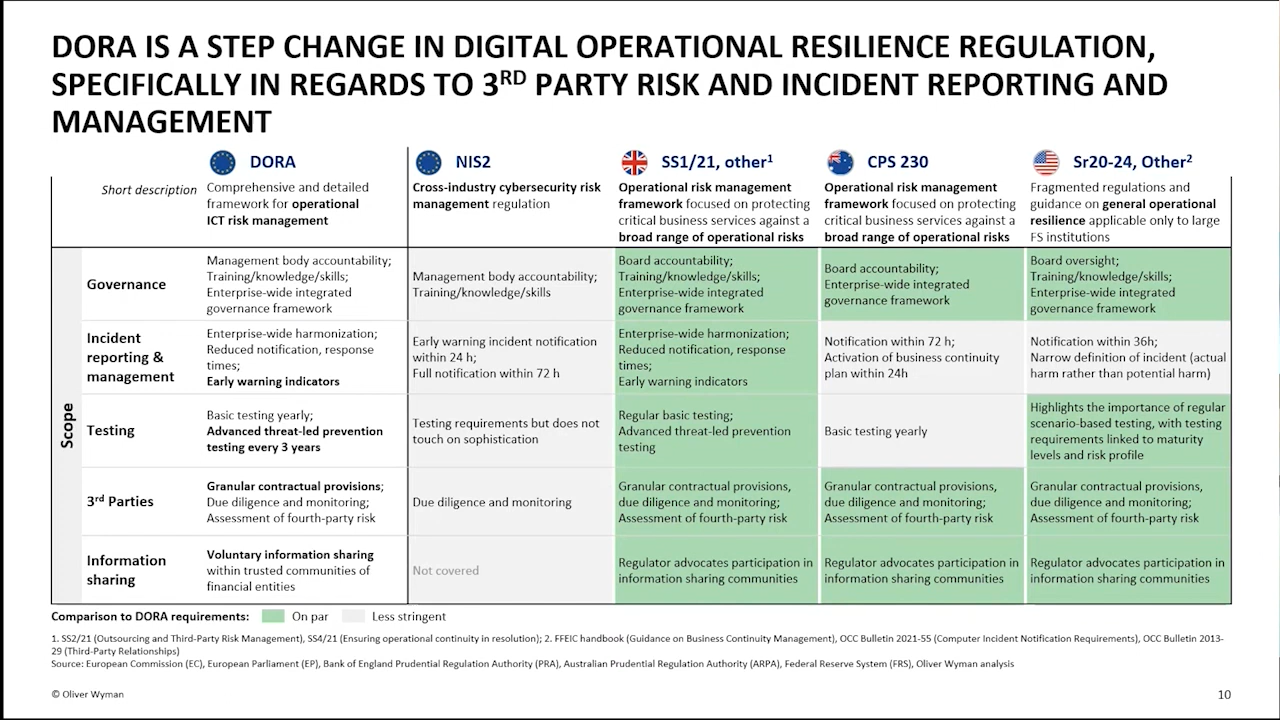 DORA IS A STEP CHANGE IN DIGITAL OPERATIONAL RESILIENCE REGULATION,
SPECIFICALLY IN REGARDS TO 3RD PARTY RISK AND INCIDENT REPORTING AND
MANAGEMENT
DORA
NIS2
SS1/21, other1
CPS 230
Sr20-24, Other2
Short description
Comprehensive and detailed
framework for operational
ICT risk management
Cross-industry cybersecurity risk
management regulation
Operational risk management
framework focused on protecting
critical business services against a
broad range of operational risks
Operational risk management
framework focused on protecting
critical business services against a
broad range of operational risks
Fragmented regulations and
guidance on general operational
resilience applicable only to large
FS institutions
Scope
Governance
Management body accountability;
Training/knowledge/skills;
Enterprise-wide integrated
governance framework
Management body accountability;
Training/knowledge/skills
Board accountability;
Training/knowledge/skills;
Enterprise-wide integrated
governance framework
Board accountability;
Enterprise-wide integrated
governance framework
Board oversight;
Training/knowledge/skills;
Enterprise-wide integrated
governance framework
Incident
reporting &
management
Enterprise-wide harmonization;
Reduced notification, response
times;
Early warning indicators
Early warning incident notification
within 24 h;
Full notification within 72 h
Enterprise-wide harmonization;
Reduced notification, response
times;
Early warning indicators
Notification within 72 h;
Activation of business continuity
plan within 24h
Notification within 36h;
Narrow definition of incident (actual
harm rather than potential harm)
Testing
Basic testing yearly;
Advanced threat-led prevention
testing every 3 years
Testing requirements but does not
touch on sophistication
Regular basic testing;
Advanced threat-led prevention
testing
Basic testing yearly
Highlights the importance of regular
scenario-based testing, with testing
requirements linked to maturity
levels and risk profile
3rd Parties
Granular contractual provisions;
Due diligence and monitoring;
Assessment of fourth-party risk
Due diligence and monitoring
Granular contractual provisions,
due diligence and monitoring;
Assessment of fourth-party risk
Granular contractual provisions,
due diligence and monitoring;
Assessment of fourth-party risk
Granular contractual provisions,
due diligence and monitoring;
Assessment of fourth-party risk
Information
sharing
Voluntary information sharing
within trusted communities of
financial entities
Not covered
Regulator advocates participation in
information sharing communities
Regulator advocates participation in
information sharing communities
Regulator advocates participation in
information sharing communities
Comparison to DORA requirements: On par Less stringent
1. SS2/21 (Outsourcing and Third-Party Risk Management), SS4/21 (Ensuring operational continuity in resolution); 2. FFEIC handbook (Guidance on Business Continuity Management), OCC Bulletin 2021-55 (Computer Incident Notification Requirements), OCC Bulletin 2013-
29 (Third-Party Relationships)
Source: European Commission (EC), European Parliament (EP), Bank of England Prudential Regulation Authority (PRA), Australian Prudential Regulation Authority (ARPA), Federal Reserve System (FRS), Oliver Wyman analysis
© Oliver Wyman
10